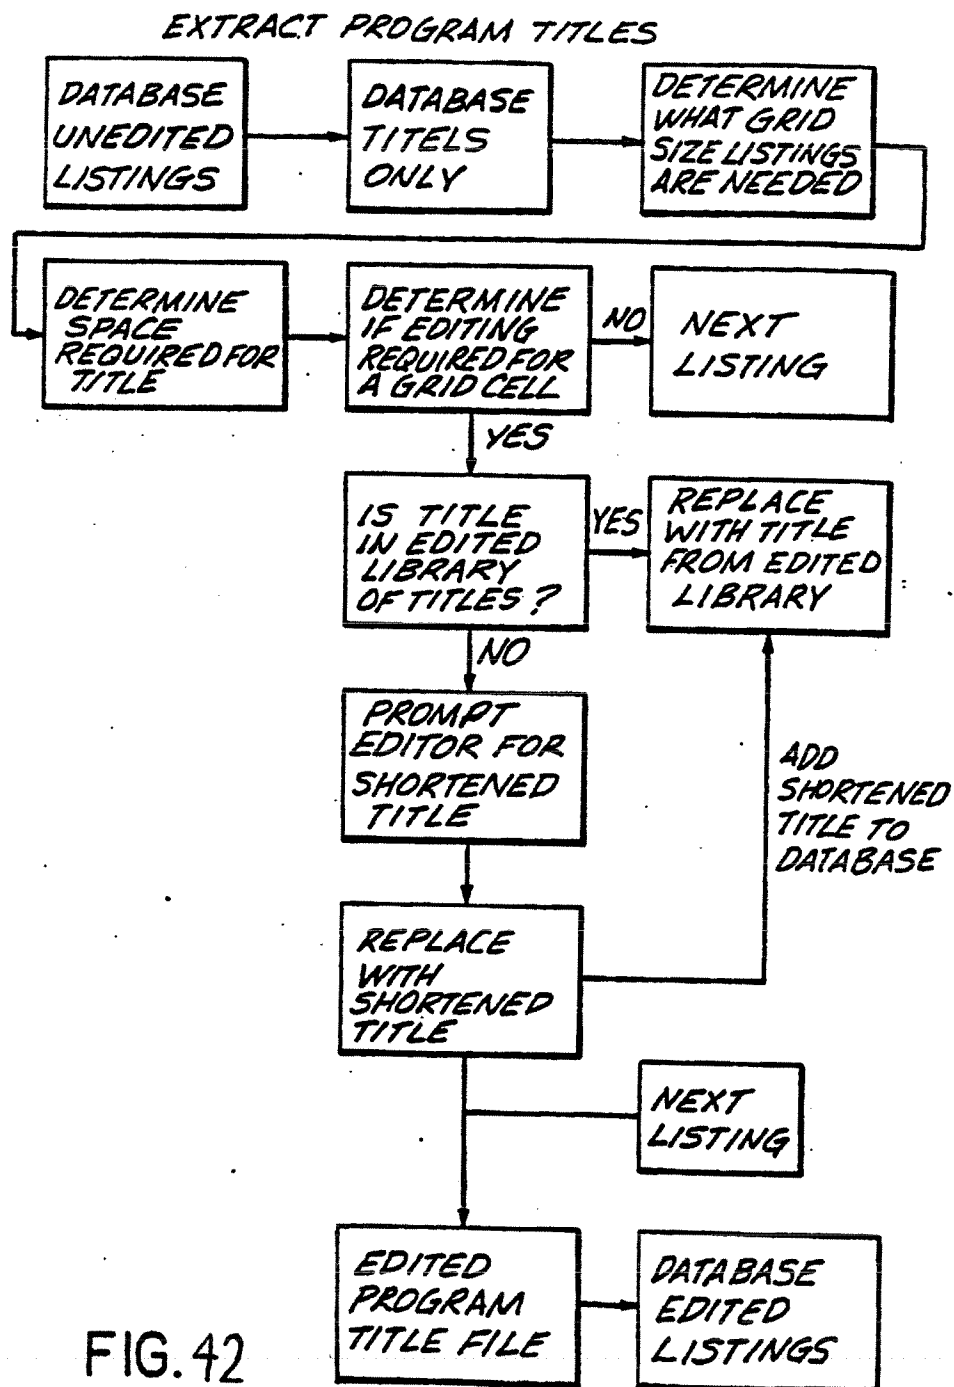 EXTRACT PROGRAM TITLES
DATABASE
UNEDITED
LISTINGS
DATABASE
TITELS
ONLY
DETERMINE
WHAT GRID
SIZE LISTINGS
ARE NEEDED
DETERMINE
SPACE
REQUIRED FOR
TITLE
DETERMINE
IF EDITING
REQUIRED FOR
A GRID CELL
NO
NEXT
LISTING
YES
IS TITLE
IN EDITED
LIBRARY
OF TITLES?
YES
REPLACE
WITH TITLE
FROM EDITED
LIBRARY
NO
PROMPT
EDITOR FOR
SHORTENED
TITLE
ADD
SHORTENED
TITLE TO
DATABASE
REPLACE
WITH
SHORTENED
TITLE
NEXT
LISTING
EDITED
PROGRAM
TITLE FILE
DATABASE
EDITED
LISTINGS
FIG. 42